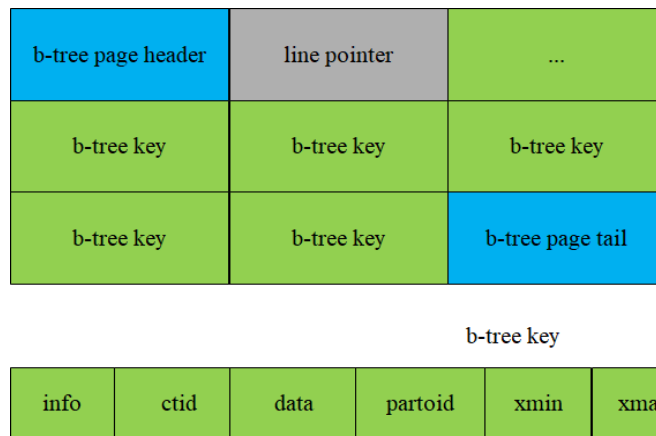 b-tree page header line pointer ...
b-tree key b-tree key b-tree key
b-tree key b-tree key b-tree page tail
b-tree key
info ctid data partoid xmin xma